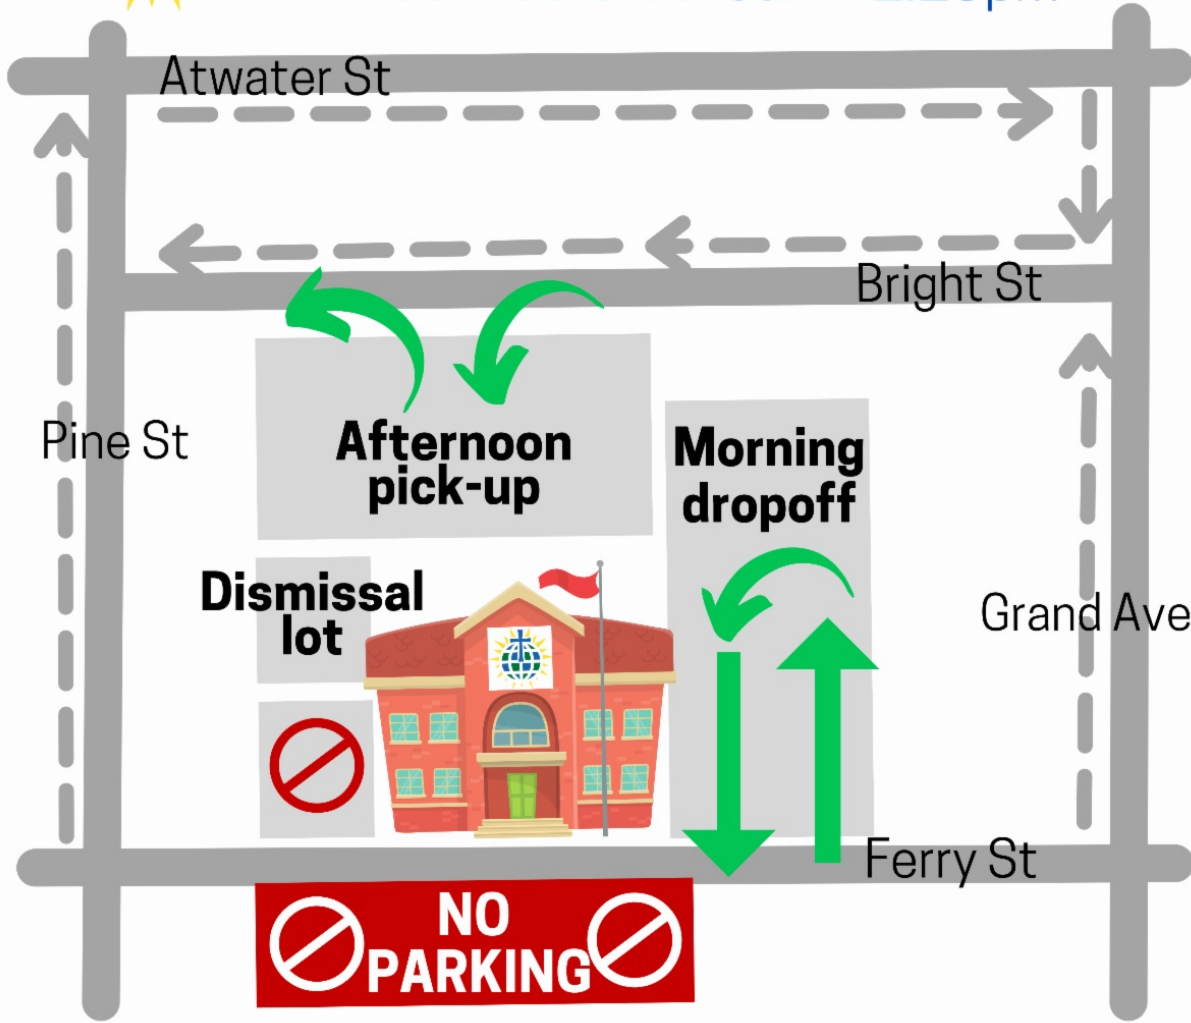 Atwater St
Bright St
Afternoon
pick-up
Morning
dropoff
Pine St
Dismissal
lot
Grand Ave
Ferry St
NO
PARKING